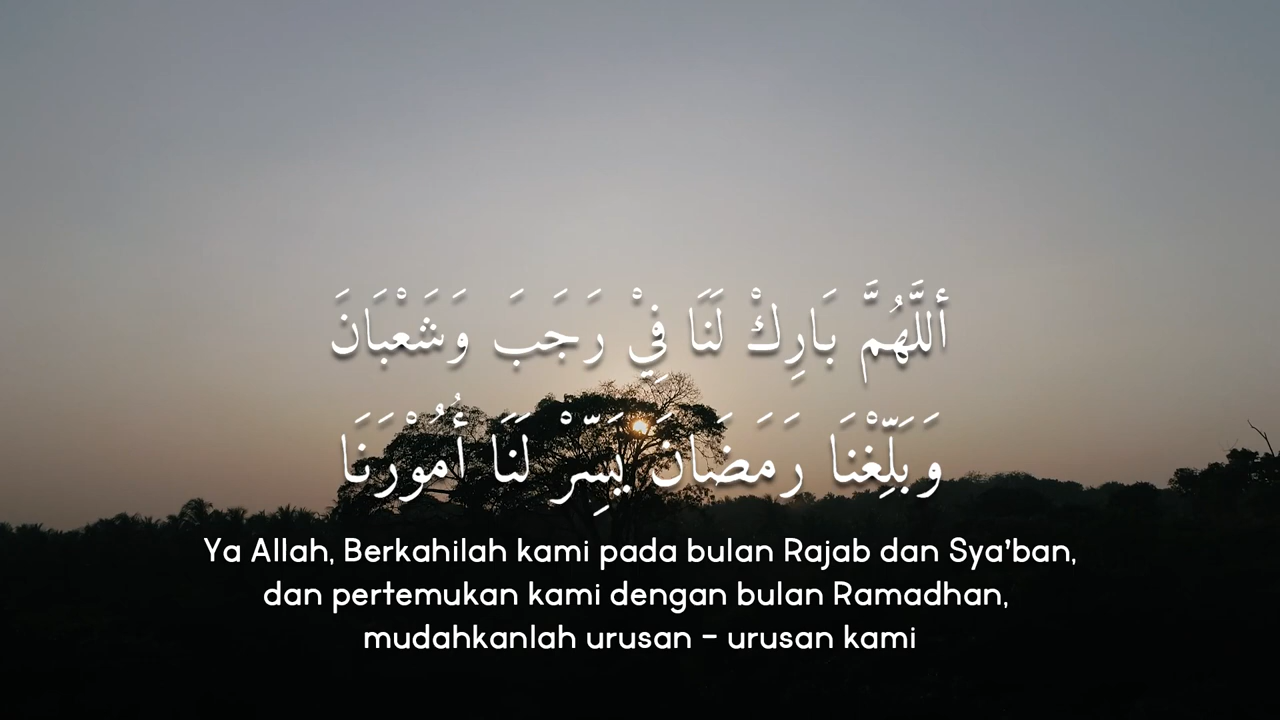 أَللَّهُمَّ بَارِكْ لَنَا فِيْ رَجَبَ وَشَعْبَانَ
وَبَلِّغْنَا رَمَضَانَ يَسِّرْ لَنَا أُمُوْرَنَا
Ya Allah, Berkahilah kami pada bulan Rajab dan Sya'ban,
dan pertemukan kami dengan bulan Ramadhan,
mudahkanlah urusan - urusan kami